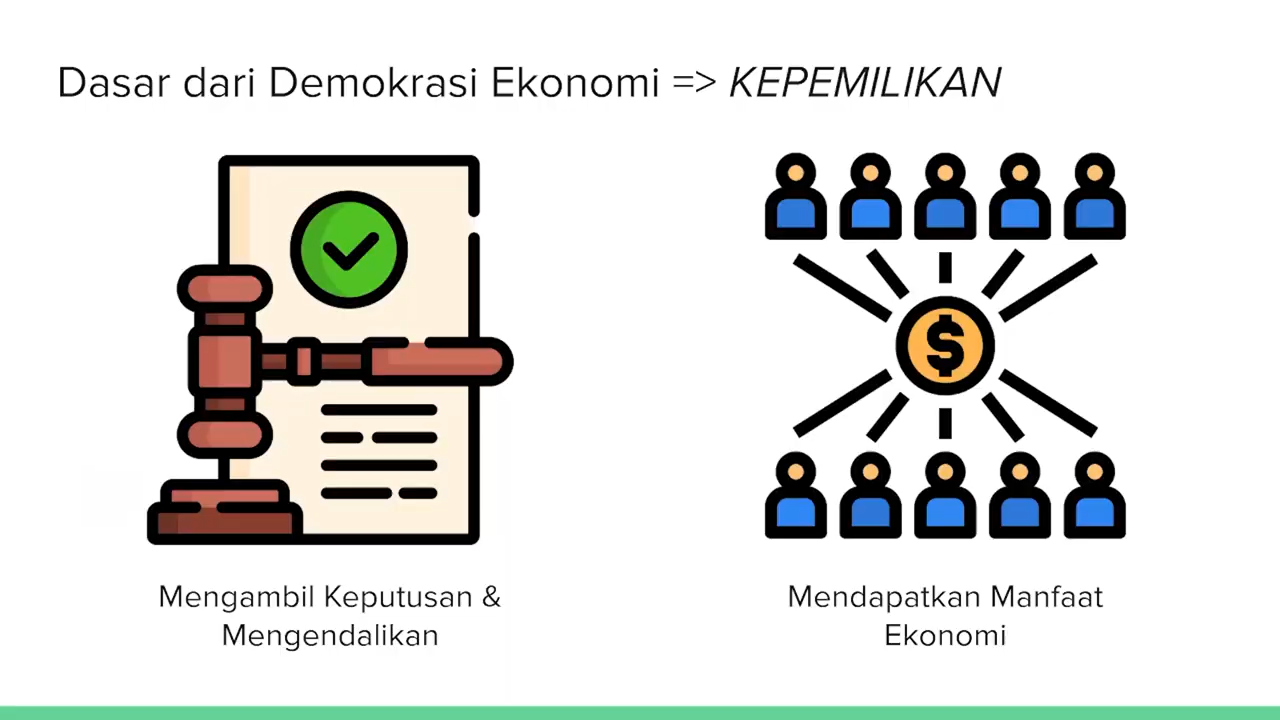 Dasar dari Demokrasi Ekonomi => KEPEMILIKAN
$
Mengambil Keputusan &
Mengendalikan
Mendapatkan Manfaat
Ekonomi